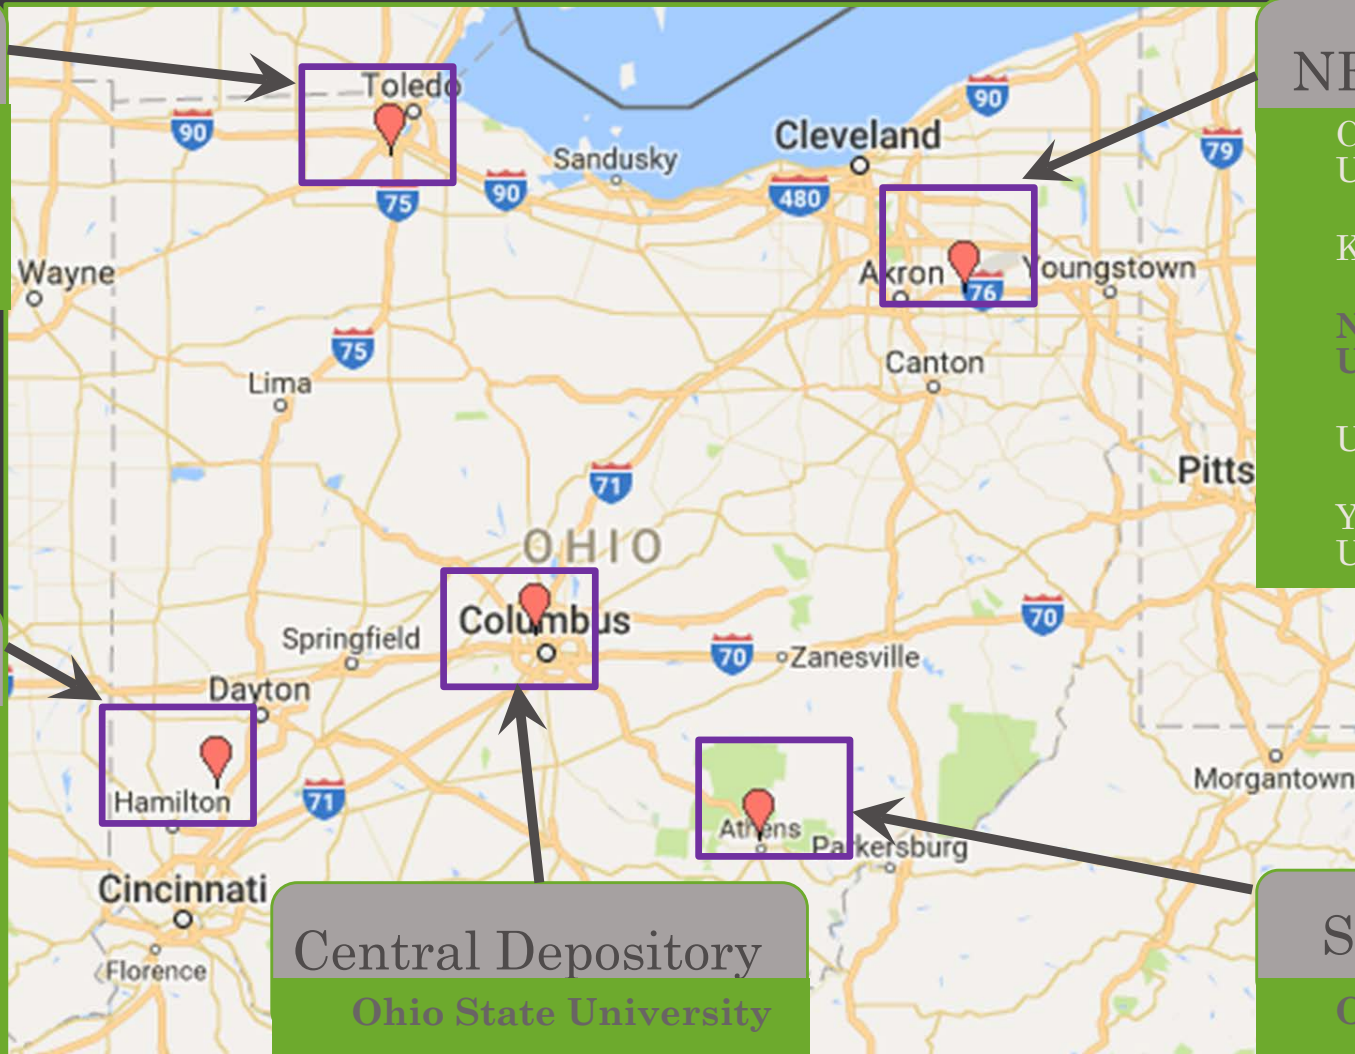 Toledo
90
Cleveland
90
79
Sandusky
75
90
480
Wayne
Akron
76
Youngstown
75
Lima
Canton
71
Pitts
OHIO
Columbus
70
Springfield
70
Zanesville
Dayton
Hamilton
71
Athens
Parkersburg
Morgantown
Cincinnati
Florence
Central Depository
Ohio State University
NE
U
K
N
U
U
Y
U
S